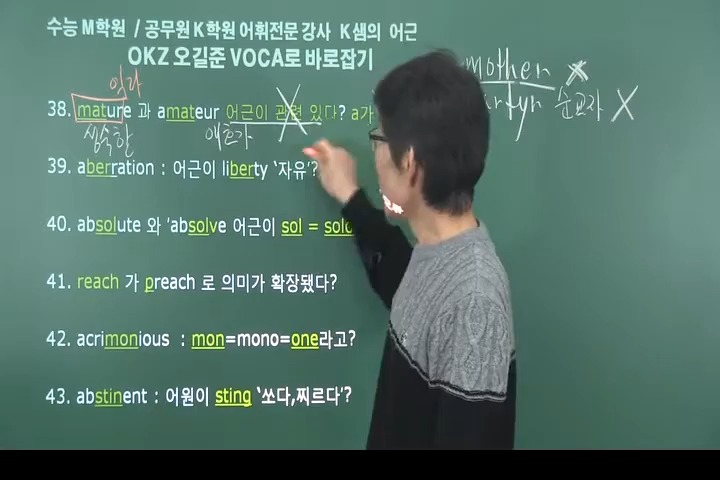 수능 M학원 / 공무원 K학원 어휘전문 강사 K쌤의 어근
OKZ 오길준 VOCA로 바로잡기
mother
순교자 X
익다
38. mature 과 amateur 어근이 관련 있다? a가
성숙한 애호가
39. aberration : 어근이 liberty '자유'?
40. absolute 와 'absolve 어근이 sol = solo
41. reach 가 preach 로 의미가 확장됐다?
42. acrimonious : mon=mono=one라고?
43. abstinent : 어원이 sting '쏘다,찌르다'?